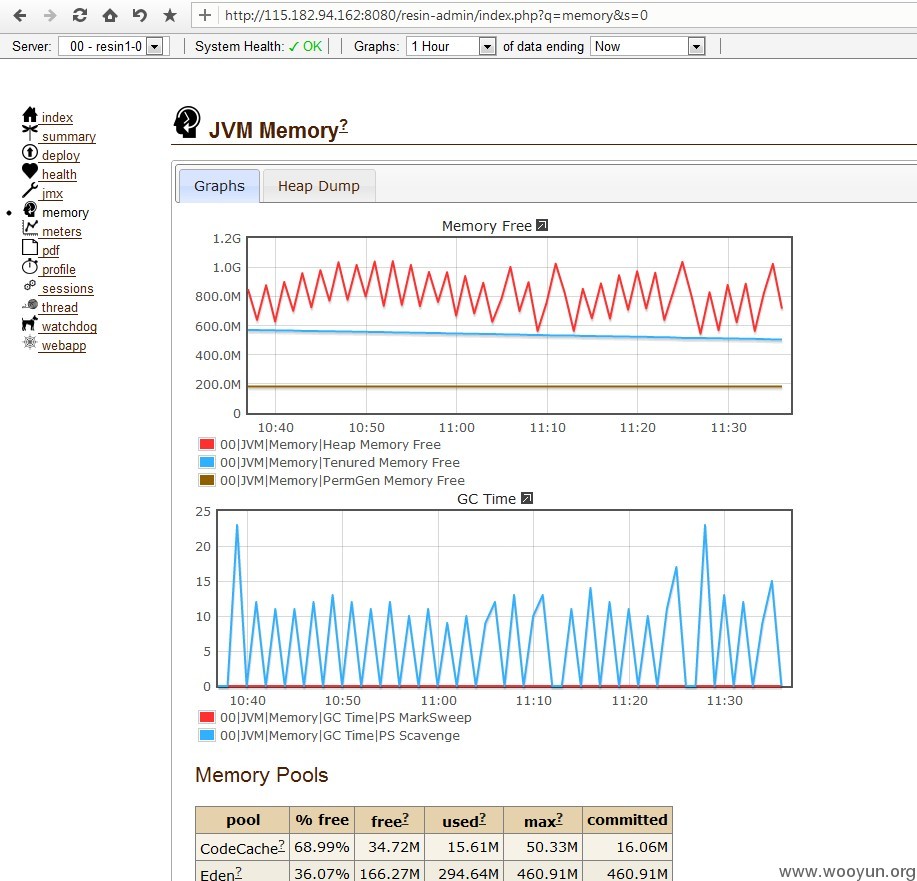 http://115.182.94.162:8080/resin-admin/index.php?q=memory&s=0
Server: 00 - resin1-0 System Health: ✓ OK Graphs: 1 Hour of data ending Now
index
summary
deploy
health
jmx
memory
meters
pdf
profile
sessions
thread
watchdog
webapp
JVM Memory?
Graphs Heap Dump
Memory Free
1.2G
1.0G
800.0M
600.0M
400.0M
200.0M
0
10:40 10:50 11:00 11:10 11:20 11:30
00|JVM|Memory|Heap Memory Free
00|JVM|Memory|Tenured Memory Free
00|JVM|Memory|PermGen Memory Free
GC Time
25
20
15
10
5
0
10:40 10:50 11:00 11:10 11:20 11:30
00|JVM|Memory|GC Time|PS MarkSweep
00|JVM|Memory|GC Time|PS Scavenge
Memory Pools
pool % free free? used? max? committed
CodeCache? 68.99% 34.72M 15.61M 50.33M 16.06M
Eden? 36.07% 166.27M 294.64M 460.91M 460.91M
www.wooyun.org